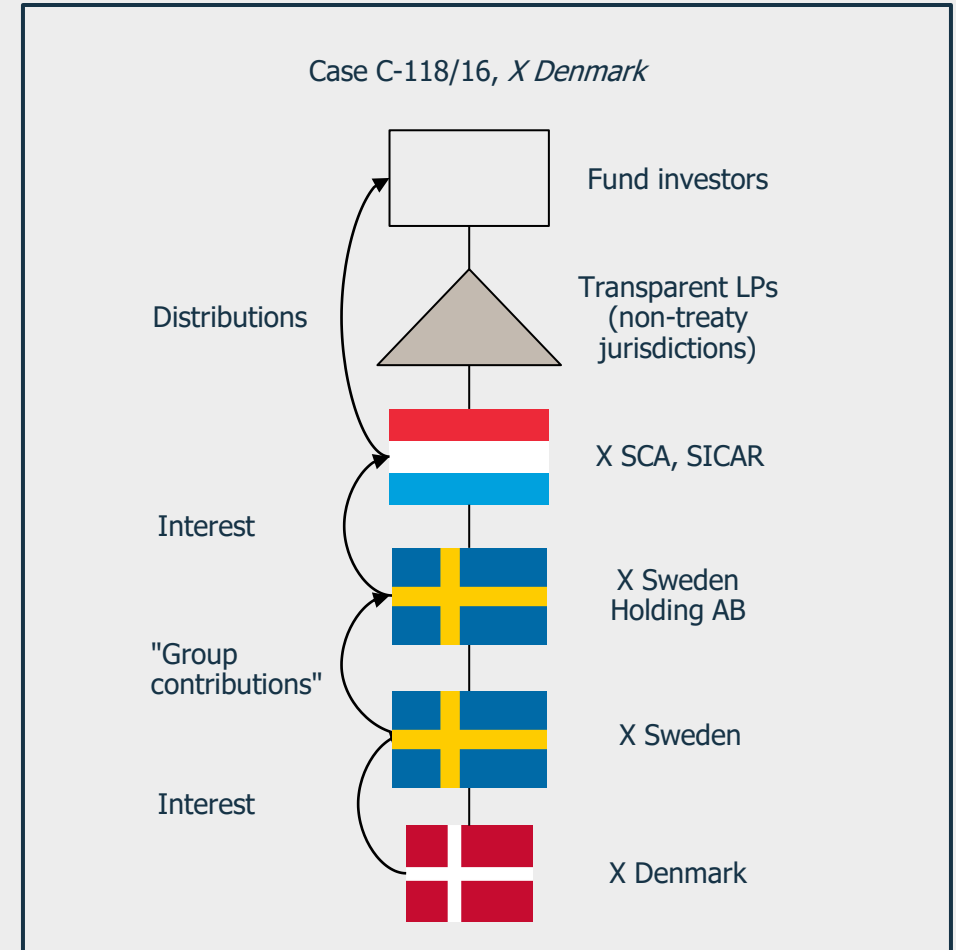 Case C-118/16, X Denmark
Fund investors
Transparent LPs
(non-treaty
jurisdictions)
Distributions
X SCA, SICAR
Interest
X Sweden
Holding AB
"Group
contributions"
X Sweden
Interest
X Denmark